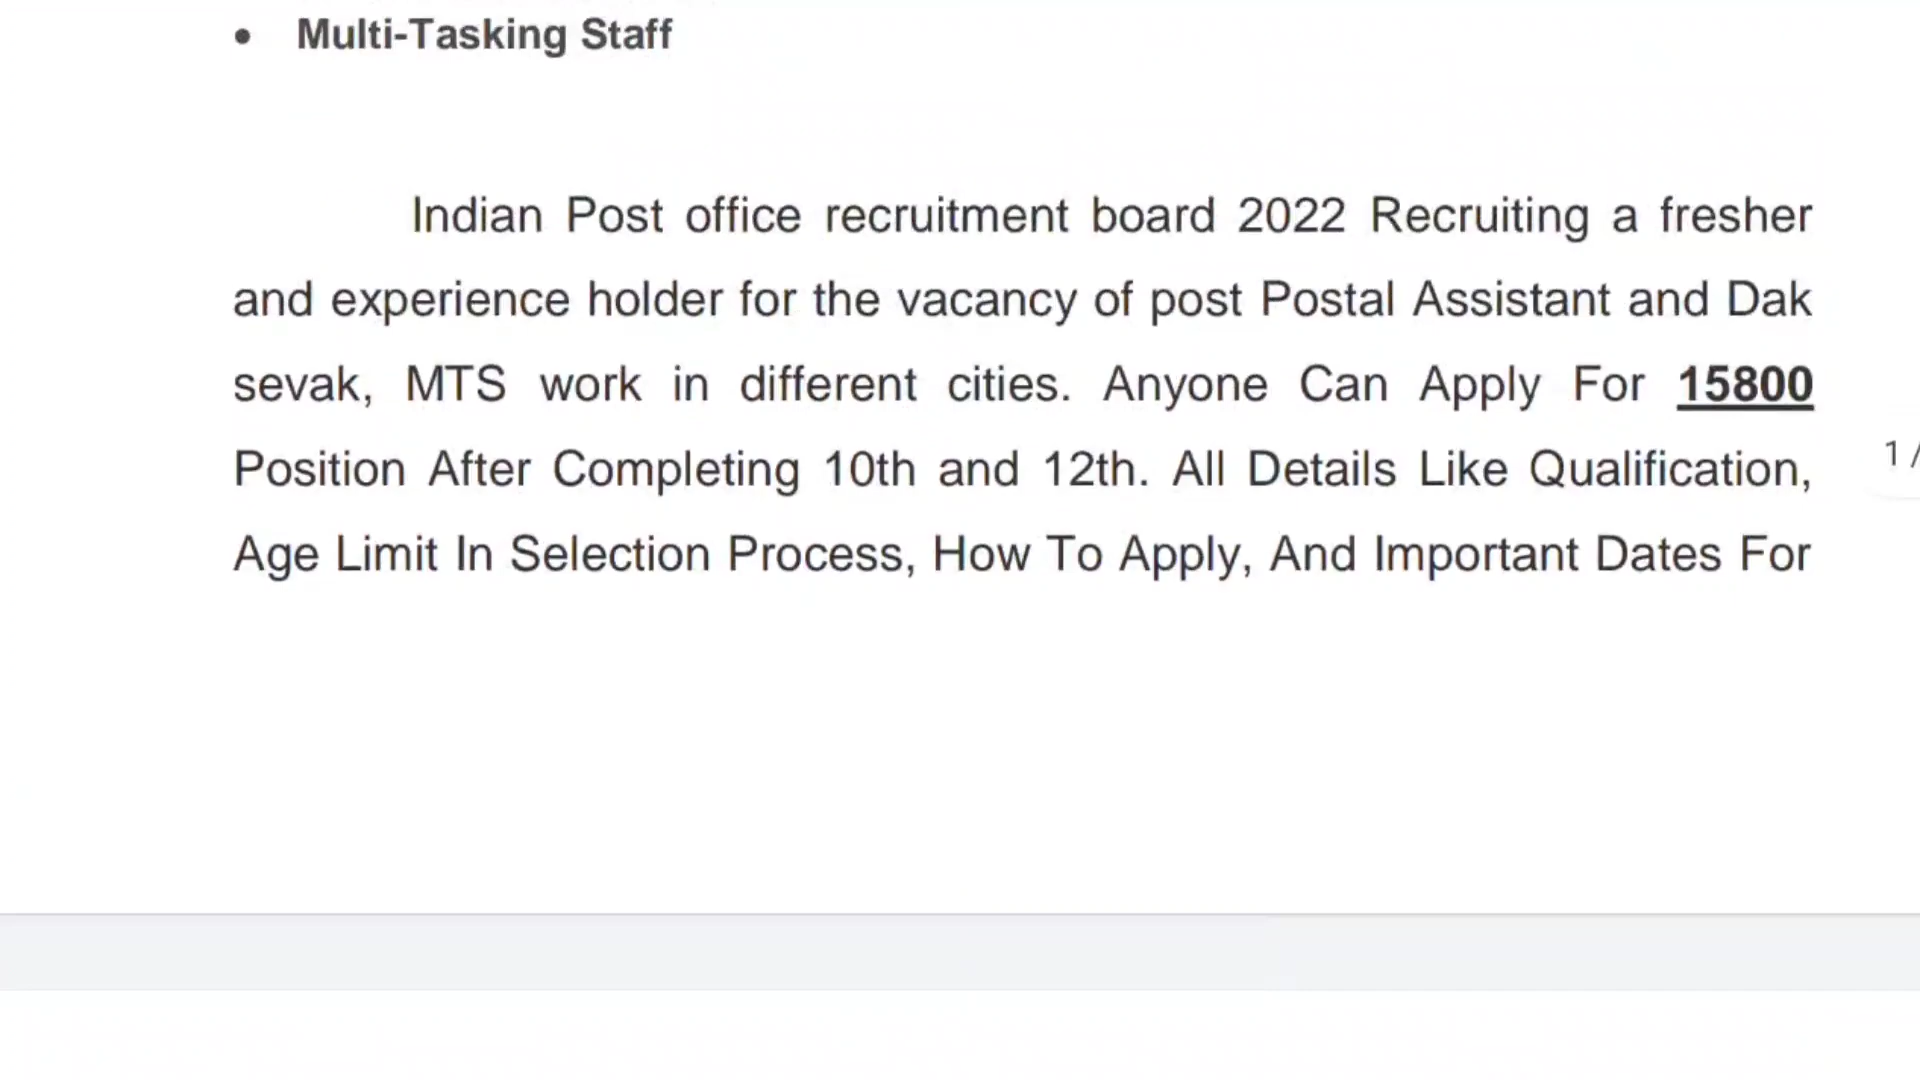 • Multi-Tasking Staff
Indian Post office recruitment board 2022 Recruiting a fresher
and experience holder for the vacancy of post Postal Assistant and Dak
sevak, MTS work in different cities. Anyone Can Apply For 15800
Position After Completing 10th and 12th. All Details Like Qualification,
Age Limit In Selection Process, How To Apply, And Important Dates For
1/